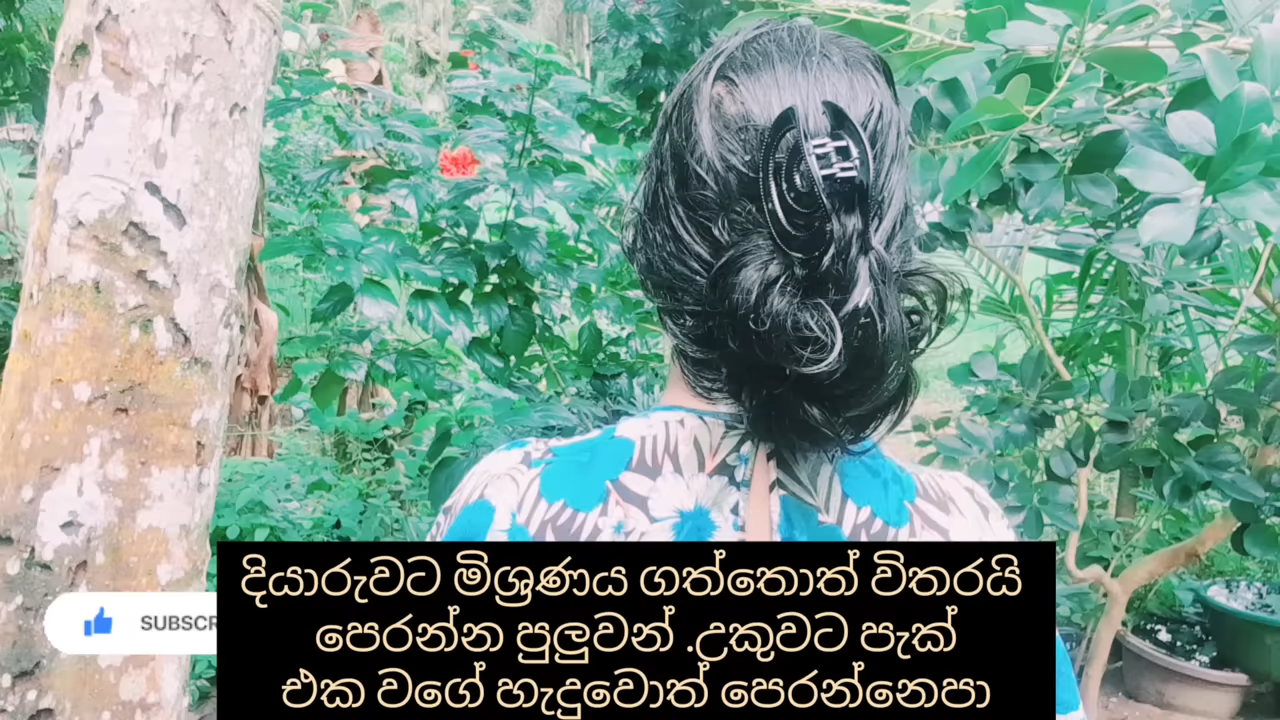 දියාරුවට මිශ්‍රණය ගත්තොත් විතරයි
පෙරන්න පුලුවන් .උකුවට පැක්
එක වගේ හැදුවොත් පෙරන්නෙපා
SUBSCR